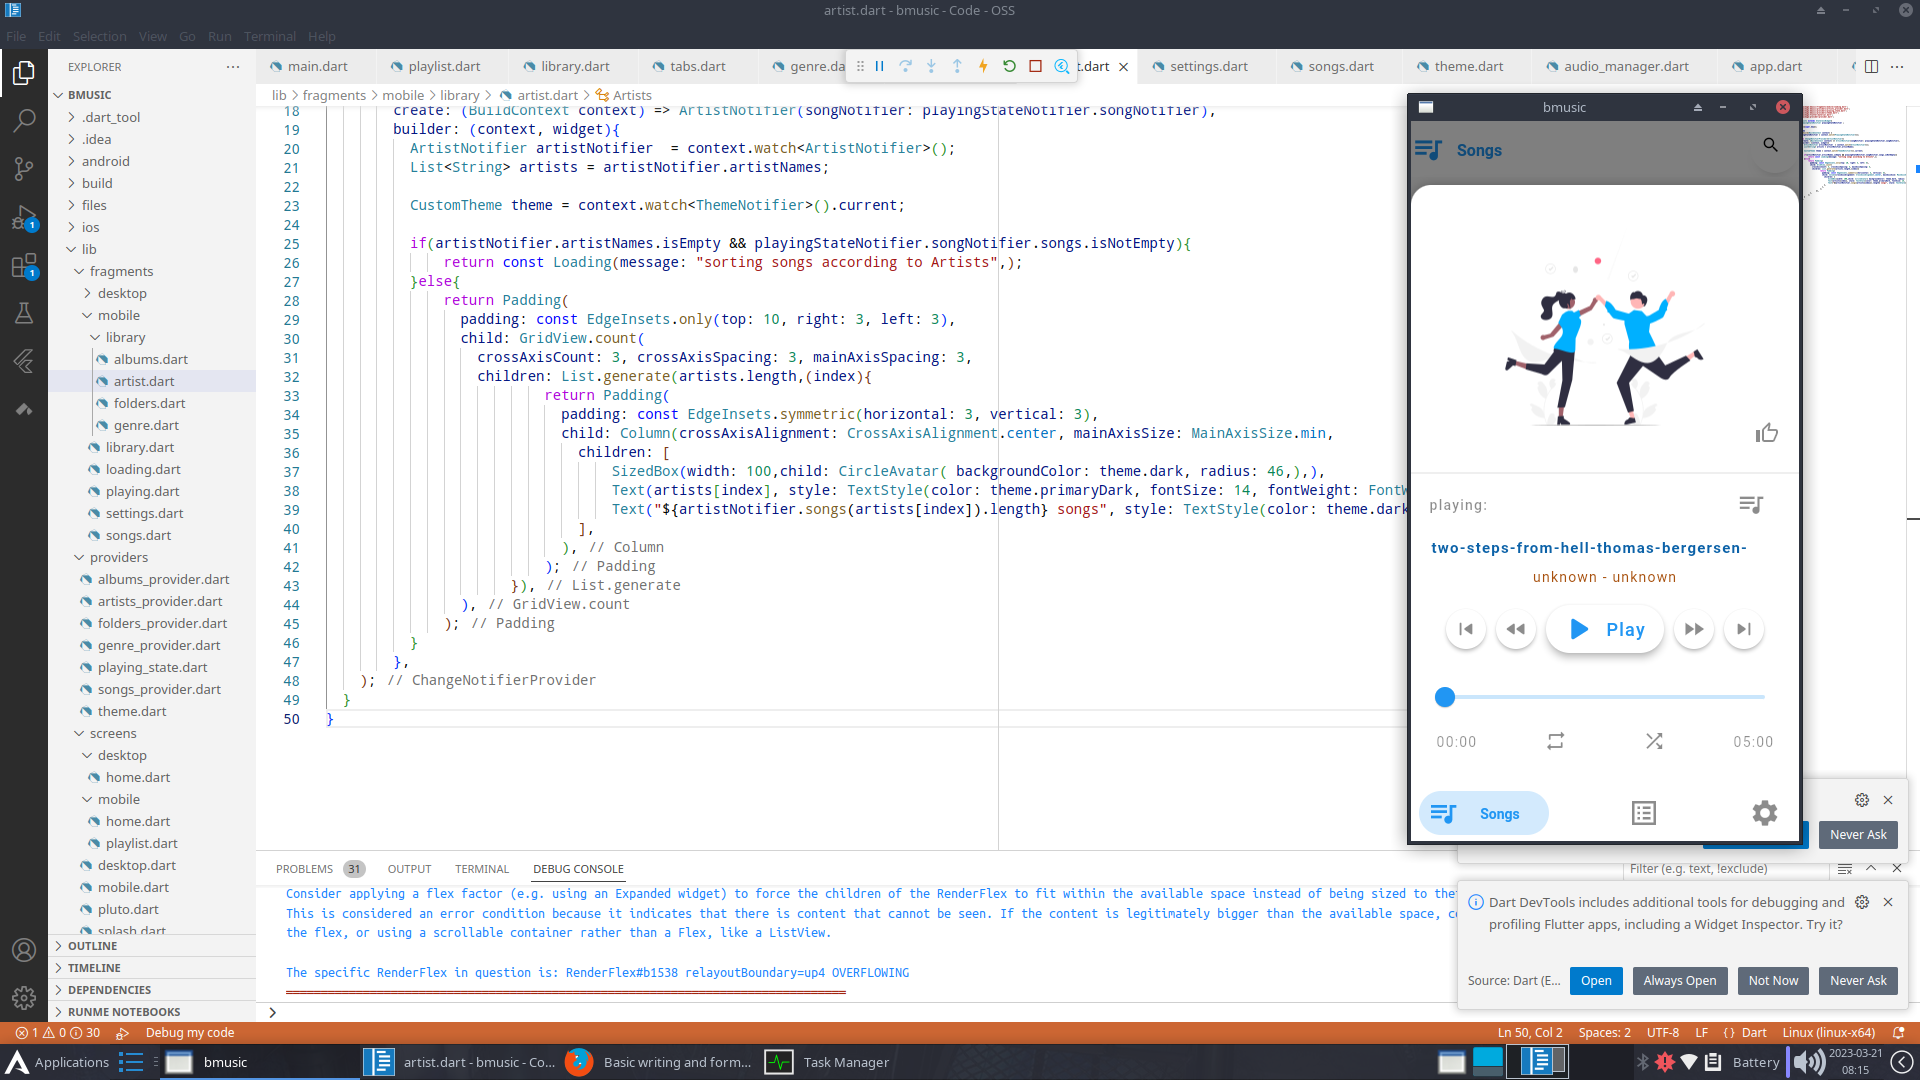 artist.dart - bmusic - Code - OSS
File Edit Selection View Go Run Terminal Help
EXPLORER
main.dart playlist.dart library.dart tabs.dart genre.da t.dart settings.dart songs.dart theme.dart audio_manager.dart app.dart
lib > fragments > mobile > library > artist.dart > Artists
BMUSIC
.dart_tool
.idea
android
build
files
ios
lib
fragments
desktop
mobile
library
albums.dart
artist.dart
folders.dart
genre.dart
library.dart
loading.dart
playing.dart
settings.dart
songs.dart
providers
albums_provider.dart
artists_provider.dart
folders_provider.dart
genre_provider.dart
playing_state.dart
songs_provider.dart
theme.dart
screens
desktop
home.dart
mobile
home.dart
playlist.dart
desktop.dart
mobile.dart
pluto.dart
splash.dart
OUTLINE
TIMELINE
DEPENDENCIES
RUNME NOTEBOOKS
1
1
18 create: (BuildContext context) => ArtistNotifier(songNotifier: playingStateNotifier.songNotifier),
19 builder: (context, widget){
20 ArtistNotifier artistNotifier  = context.watch<ArtistNotifier>();
21 List<String> artists = artistNotifier.artistNames;
22
23 CustomTheme theme = context.watch<ThemeNotifier>().current;
24
25 if(artistNotifier.artistNames.isEmpty && playingStateNotifier.songNotifier.songs.isNotEmpty){
26 return const Loading(message: "sorting songs according to Artists",);
27 }else{
28 return Padding(
29 padding: const EdgeInsets.only(top: 10, right: 3, left: 3),
30 child: GridView.count(
31 crossAxisCount: 3, crossAxisSpacing: 3, mainAxisSpacing: 3,
32 children: List.generate(artists.length,(index){
33 return Padding(
34 padding: const EdgeInsets.symmetric(horizontal: 3, vertical: 3),
35 child: Column(crossAxisAlignment: CrossAxisAlignment.center, mainAxisSize: MainAxisSize.min,
36 children: [
37 SizedBox(width: 100,child: CircleAvatar( backgroundColor: theme.dark, radius: 46,),),
38 Text(artists[index], style: TextStyle(color: theme.primaryDark, fontSize: 14, fontWeight: FontW
39 Text("${artistNotifier.songs(artists[index]).length} songs", style: TextStyle(color: theme.dark
40 ],
41 ), // Column
42 ); // Padding
43 }), // List.generate
44 ), // GridView.count
45 ); // Padding
46 }
47 },
48 ); // ChangeNotifierProvider
49 }
50 }
bmusic
Songs
playing:
two-steps-from-hell-thomas-bergersen-
unknown - unknown
Play
00:00 05:00
Songs
Never Ask
PROBLEMS 31 OUTPUT TERMINAL DEBUG CONSOLE
Filter (e.g. text, !exclude)
Consider applying a flex factor (e.g. using an Expanded widget) to force the children of the RenderFlex to fit within the available space instead of being sized to the
This is considered an error condition because it indicates that there is content that cannot be seen. If the content is legitimately bigger than the available space, c
the flex, or using a scrollable container rather than a Flex, like a ListView.
The specific RenderFlex in question is: RenderFlex#b1538 relayoutBoundary=up4 OVERFLOWING
Dart DevTools includes additional tools for debugging and
profiling Flutter apps, including a Widget Inspector. Try it?
Source: Dart (E... Open Always Open Not Now Never Ask
1 0 30 Debug my code
Ln 50, Col 2 Spaces: 2 UTF-8 LF { } Dart Linux (linux-x64)
Applications bmusic artist.dart - bmusic - Co... Basic writing and form... Task Manager
Battery 2023-03-21
08:15